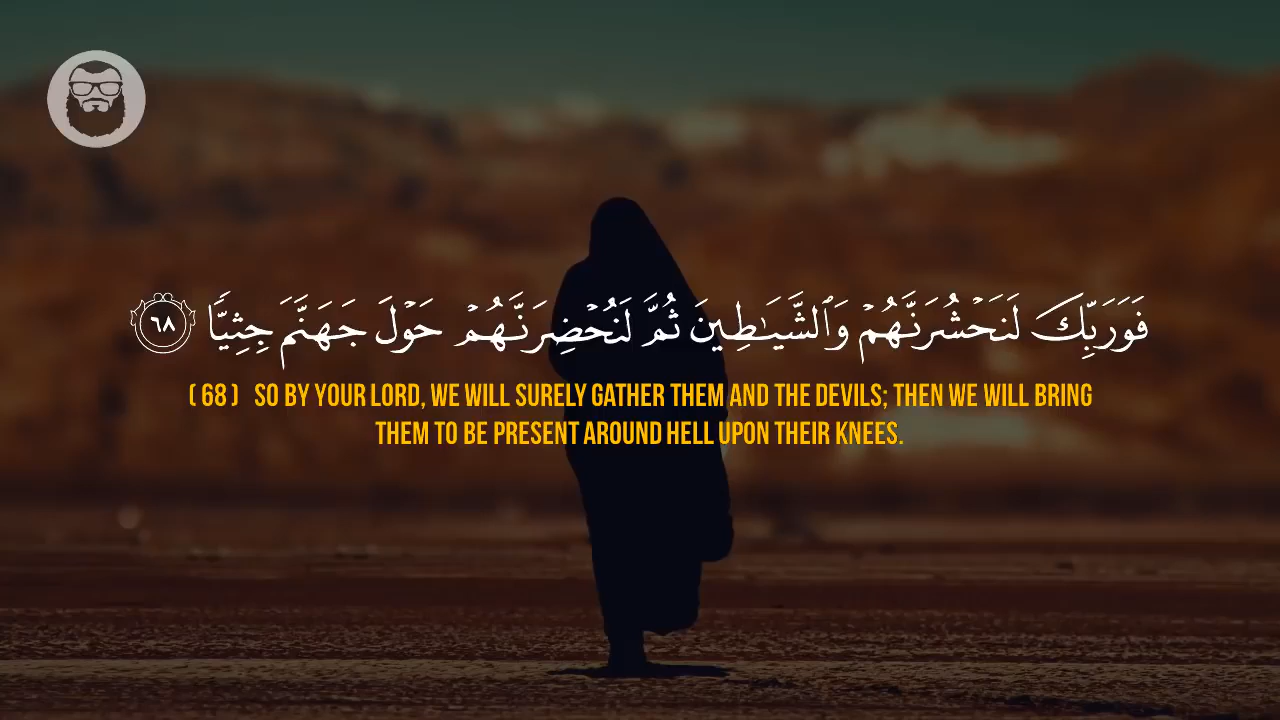 فَوَرَبِّكَ لَنَحْشُرَنَّهُمْ وَٱلشَّيَـٰطِينَ ثُمَّ لَنُحْضِرَنَّهُمْ حَوْلَ جَهَنَّمَ جِثِيًّا ٦٨
( 68 ) SO BY YOUR LORD, WE WILL SURELY GATHER THEM AND THE DEVILS; THEN WE WILL BRING
THEM TO BE PRESENT AROUND HELL UPON THEIR KNEES.